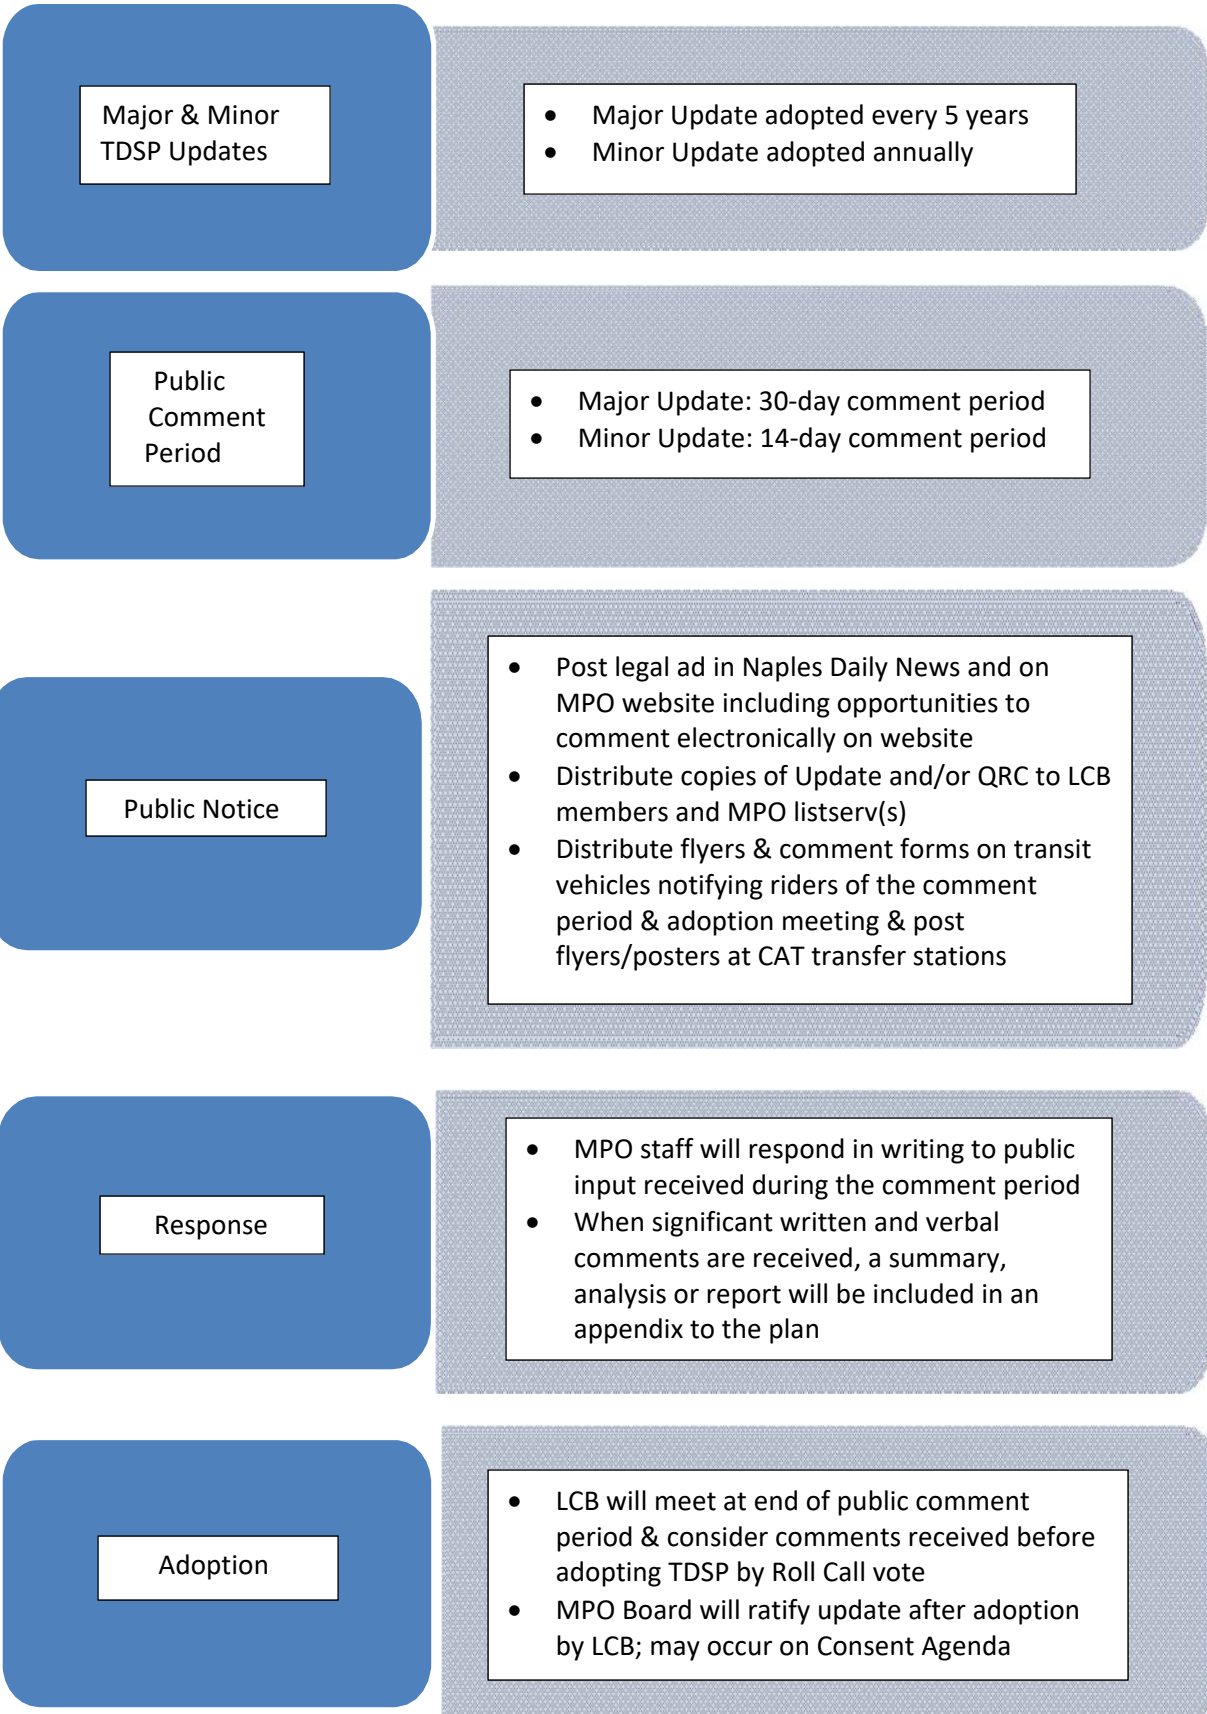 Major & Minor
TDSP Updates
• Major Update adopted every 5 years
• Minor Update adopted annually
Public
Comment
Period
• Major Update: 30-day comment period
• Minor Update: 14-day comment period
Public Notice
• Post legal ad in Naples Daily News and on
MPO website including opportunities to
comment electronically on website
• Distribute copies of Update and/or QRC to LCB
members and MPO listserv(s)
• Distribute flyers & comment forms on transit
vehicles notifying riders of the comment
period & adoption meeting & post
flyers/posters at CAT transfer stations
Response
• MPO staff will respond in writing to public
input received during the comment period
• When significant written and verbal
comments are received, a summary,
analysis or report will be included in an
appendix to the plan
Adoption
• LCB will meet at end of public comment
period & consider comments received before
adopting TDSP by Roll Call vote
• MPO Board will ratify update after adoption
by LCB; may occur on Consent Agenda